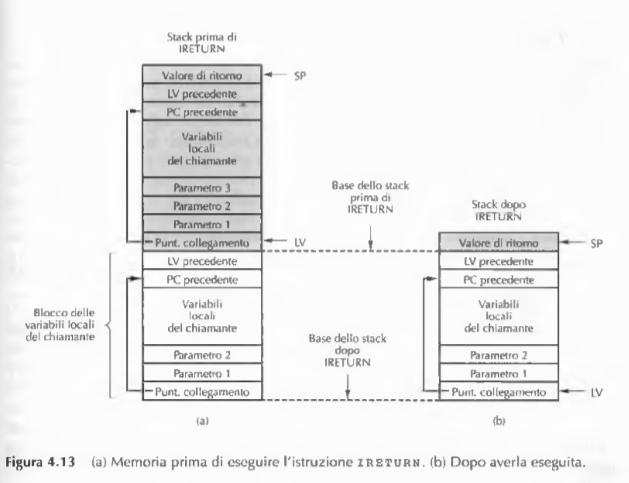 Stack prima di
IRETURN
Valore di ritorno
SP
LV precedente
PC precedente
Variabili
locali
del chiamante
Parametro 3
Parametro 2
Parametro 1
Punt. collegamento
LV
Base dello stack
prima di
IRETURN
Stack dopo
IRETURN
Valore di ritorno
SP
LV precedente
LV precedente
PC precedente
PC precedente
Blocco delle
variabili locali
del chiamante
Variabili
locali
del chiamante
Variabili
locali
del chiamante
Base dello stack
dopo
IRETURN
Parametro 2
Parametro 2
Parametro 1
Parametro 1
Punt. collegamento
Punt. collegamento
LV
(a)
(b)
Figura 4.13 (a) Memoria prima di eseguire l'istruzione IRETURN. (b) Dopo averla eseguita.